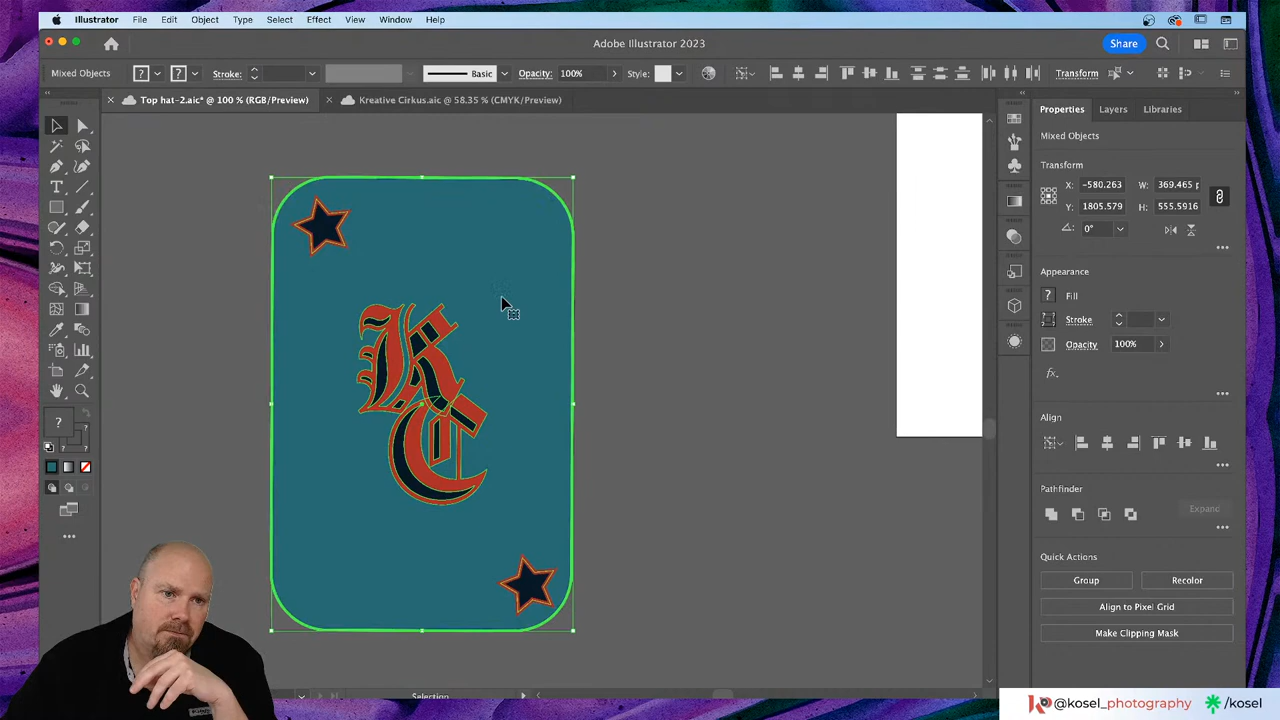 Illustrator File Edit Object Type Select Effect View Window Help
Adobe Illustrator 2023
Share
Mixed Objects
Stroke:
Basic
Opacity: 100%
Style:
Transform
Top hat-2.aic* @ 100 % (RGB/Preview)
Kreative Cirkus.aic @ 58.35 % (CMYK/Preview)
Properties Layers Libraries
Mixed Objects
Transform
X: -580.263 W: 369.465 p
Y: 1805.579 H: 555.5916
0°
Appearance
Fill
Stroke
Opacity 100%
fx.
Align
Pathfinder
Expand
Quick Actions
Group Recolor
Align to Pixel Grid
Make Clipping Mask
KC
Selection
@kosel_photography /kosel